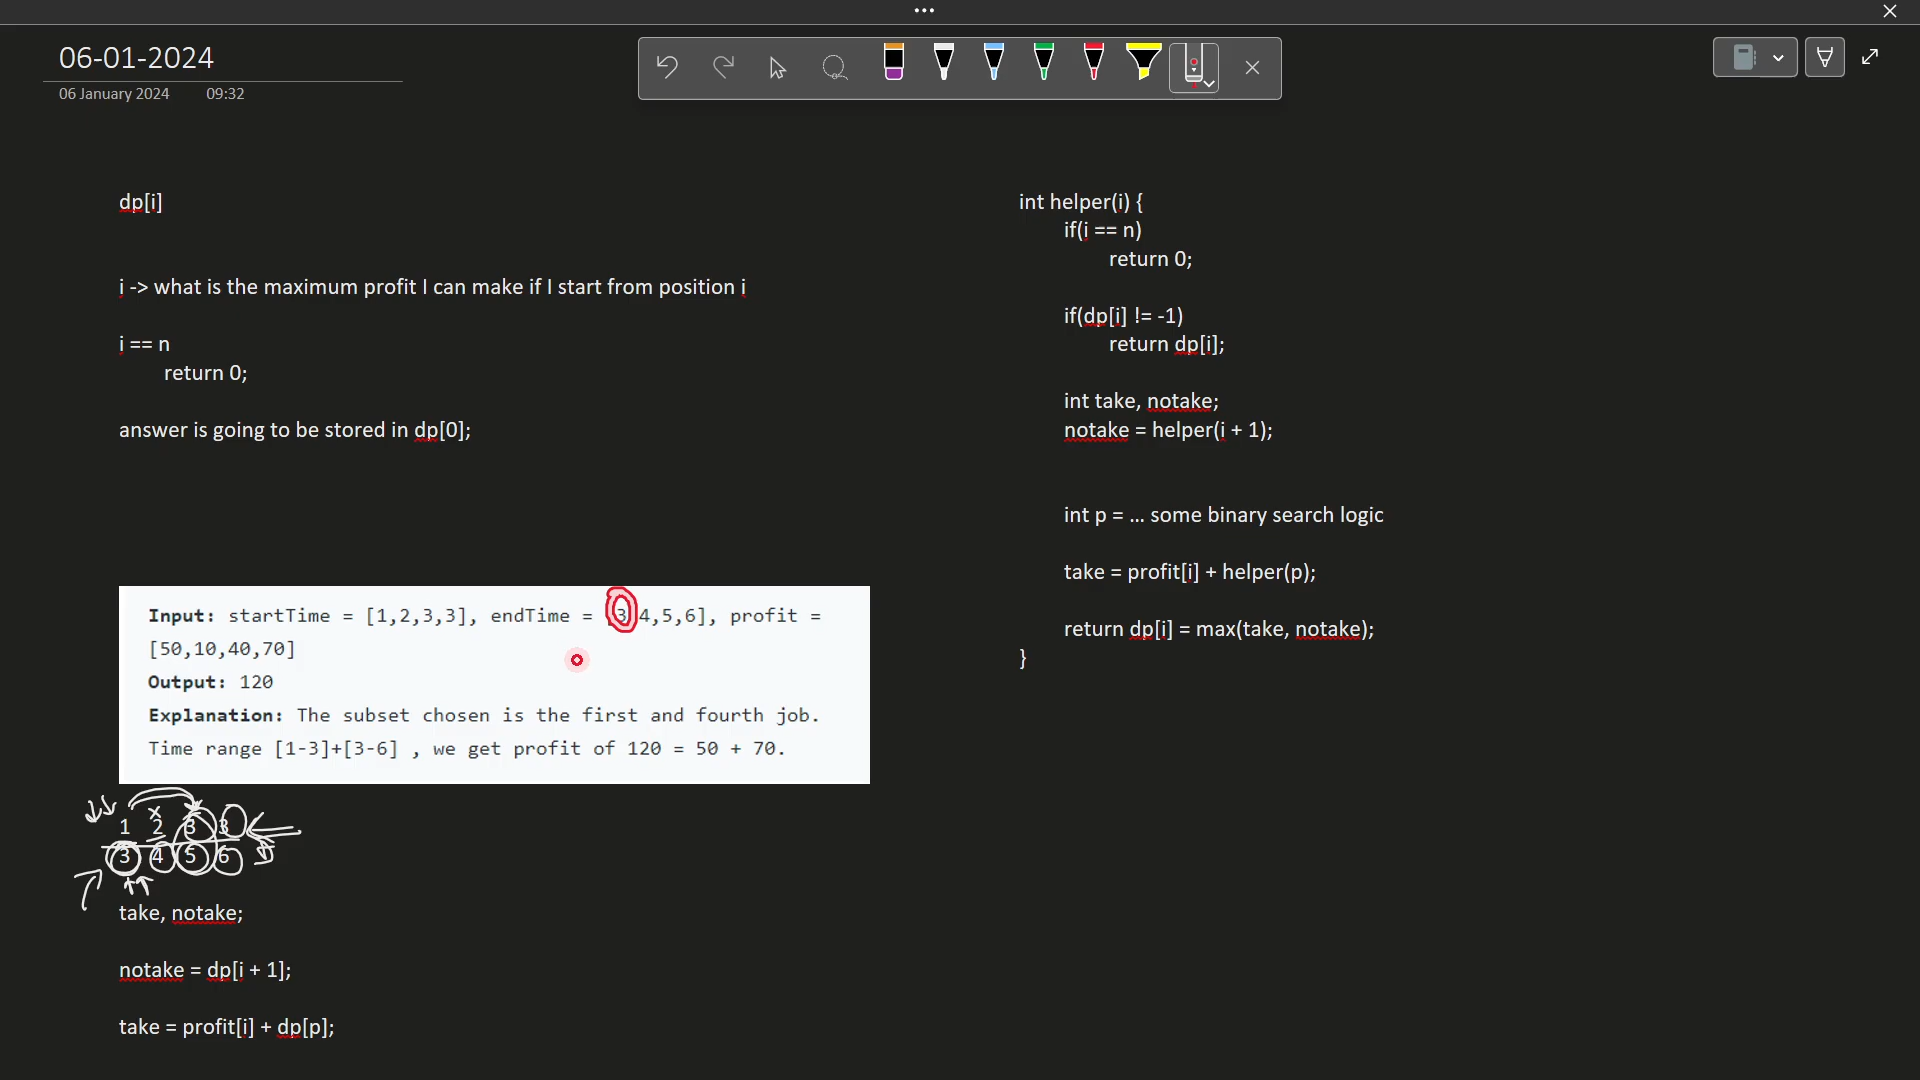 06-01-2024
06 January 2024 09:32
dp[i]
i -> what is the maximum profit I can make if I start from position i
i == n
return 0;
answer is going to be stored in dp[0];
Input: startTime = [1,2,3,3], endTime = [3,4,5,6], profit =
[50,10,40,70]
Output: 120
Explanation: The subset chosen is the first and fourth job.
Time range [1-3]+[3-6] , we get profit of 120 = 50 + 70.
1 2 3 3
3 4 5 6
take, notake;
notake = dp[i + 1];
take = profit[i] + dp[p];
int helper(i) {
if(i == n)
return 0;
if(dp[i] != -1)
return dp[i];
int take, notake;
notake = helper(i + 1);
int p = ... some binary search logic
take = profit[i] + helper(p);
return dp[i] = max(take, notake);
}